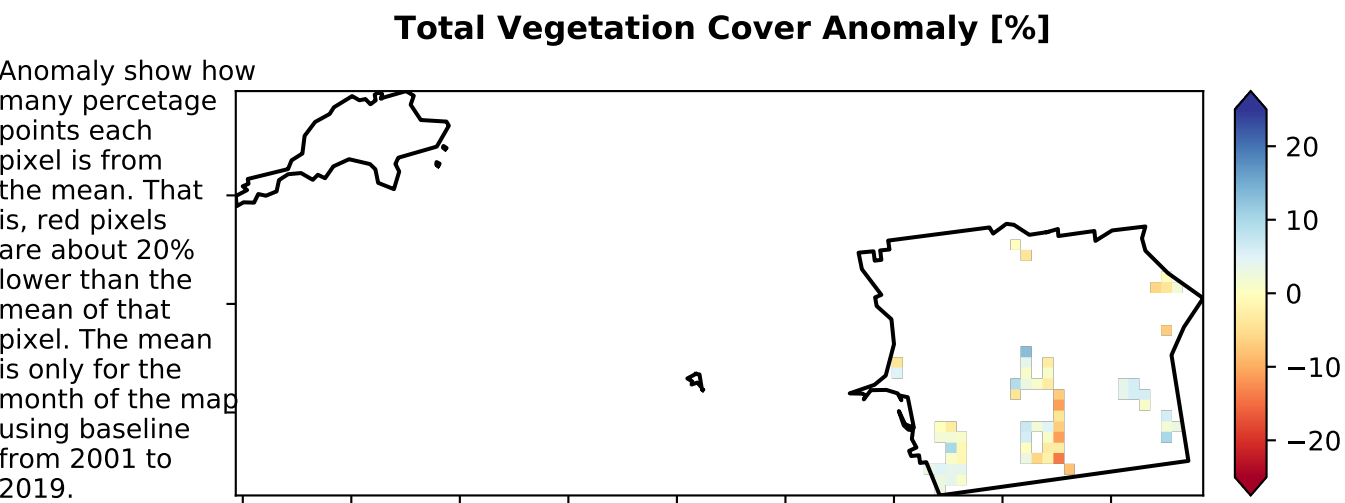 Total Vegetation Cover Anomaly [%]
Anomaly show how
many percetage
points each
pixel is from
the mean. That
is, red pixels
are about 20%
lower than the
mean of that
pixel. The mean
is only for the
month of the map
using baseline
from 2001 to
2019.
20
10
0
−10
−20